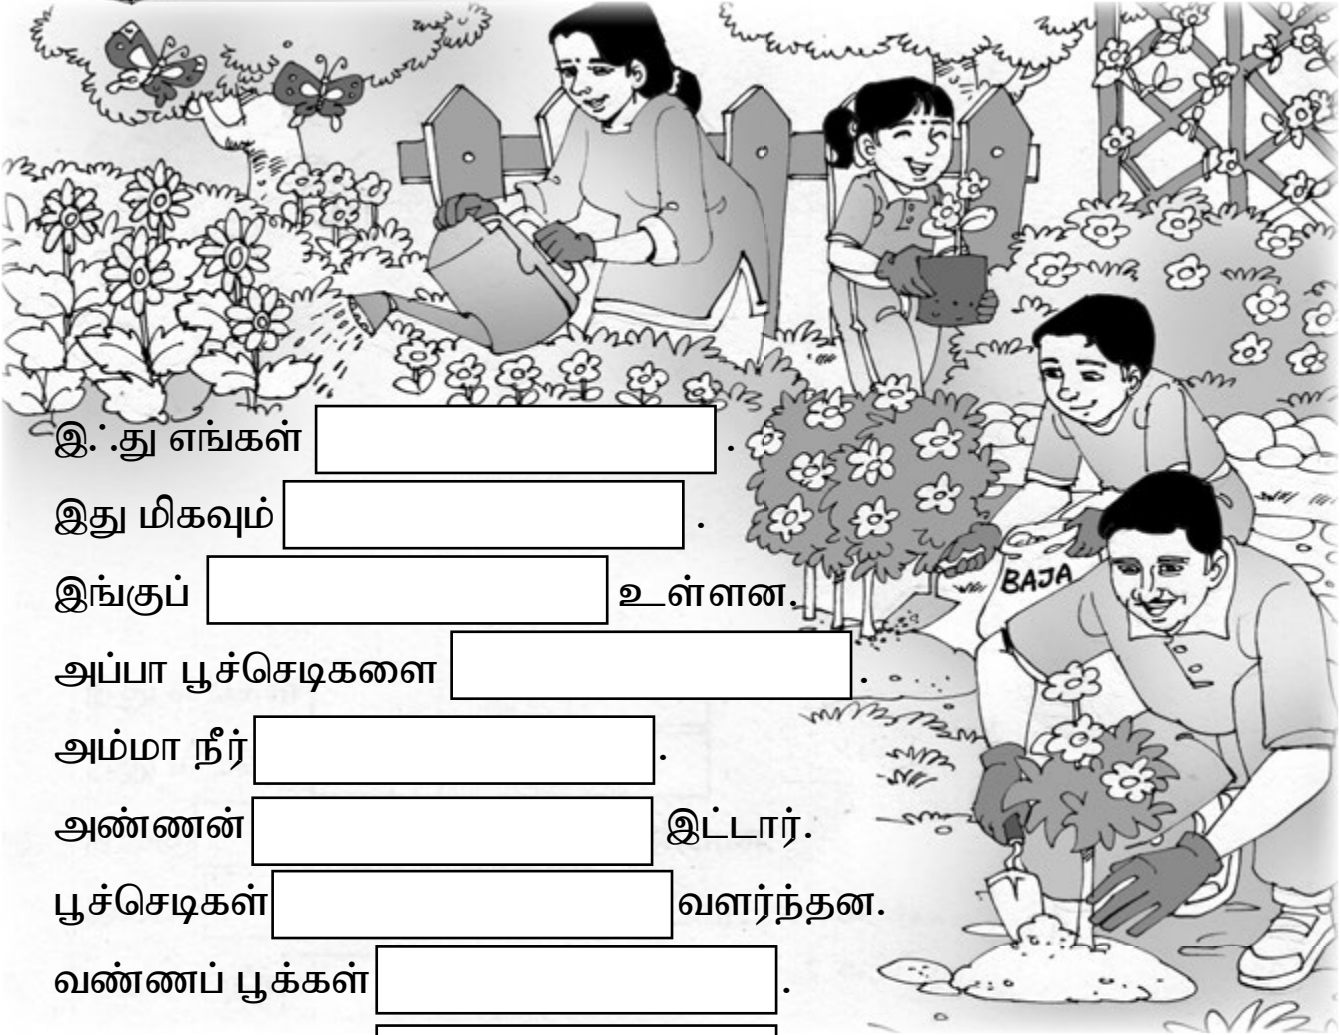 இஃது எங்கள் .
இது மிகவும் .
இங்குப் உள்ளன.
அப்பா பூச்செடிகளை .
அம்மா நீர் .
அண்ணன் இட்டார்.
பூச்செடிகள் வளர்ந்தன.
வண்ணப் பூக்கள் .
BAJA